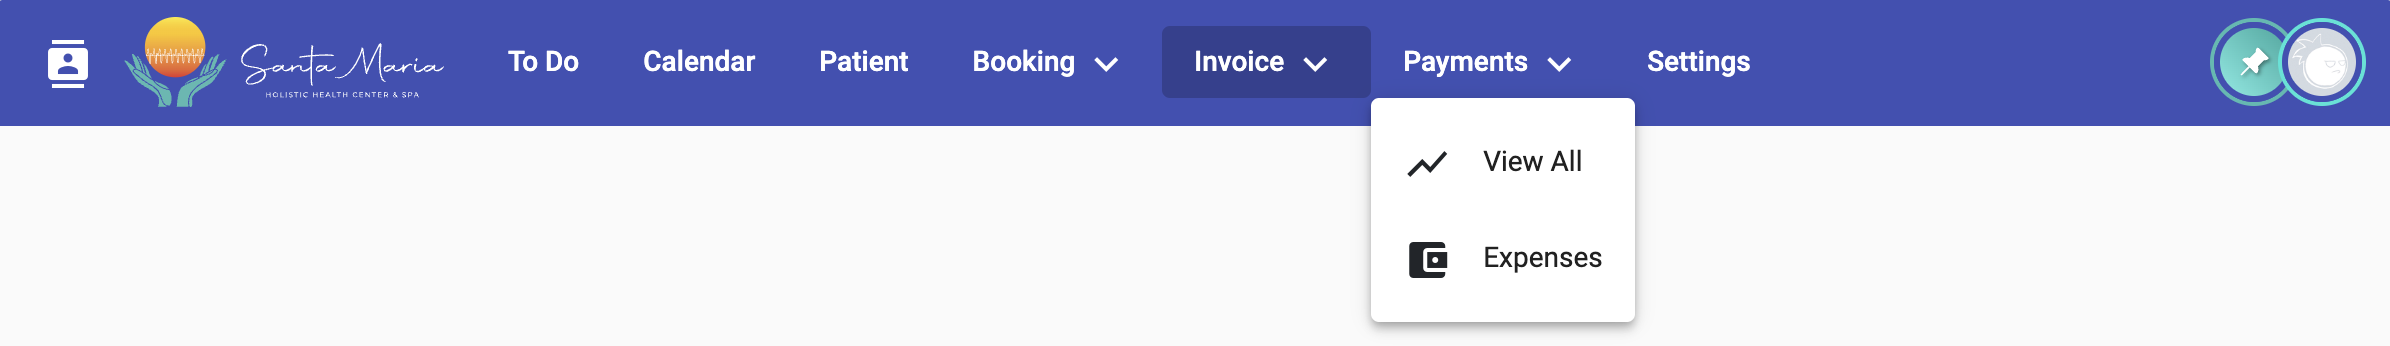 Santa Maria
HOLISTIC HEALTH CENTER & SPA
To Do
Calendar
Patient
Booking
Invoice
Payments
Settings
View All
Expenses